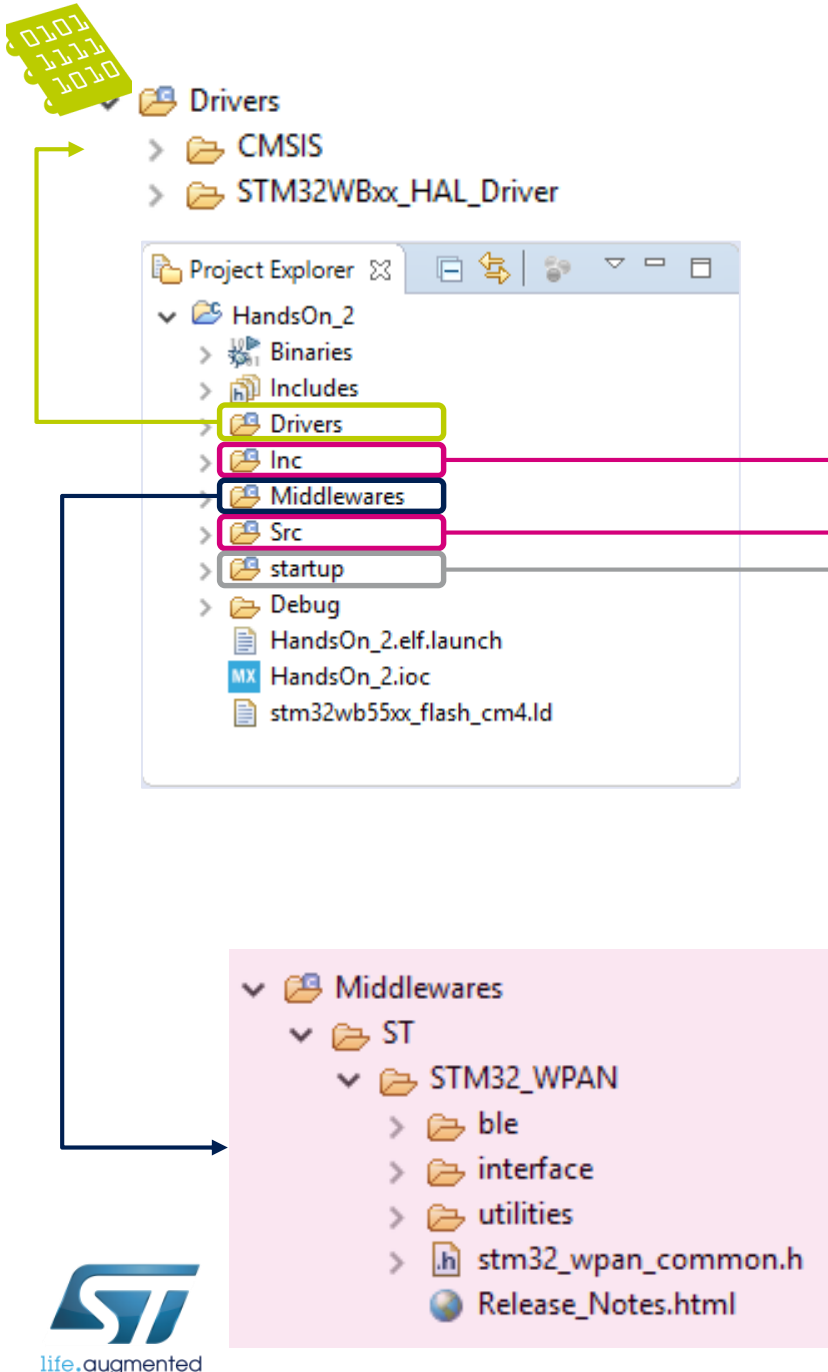 0101
1111
1010
Drivers
CMSIS
STM32WBxx_HAL_Driver
Project Explorer
HandsOn_2
Binaries
Includes
Drivers
Inc
Middlewares
Src
startup
Debug
HandsOn_2.elf.launch
MX HandsOn_2.ioc
stm32wb55xx_flash_cm4.ld
Middlewares
ST
STM32_WPAN
ble
interface
utilities
.h stm32_wpan_common.h
Release_Notes.html
ST
life.augmented